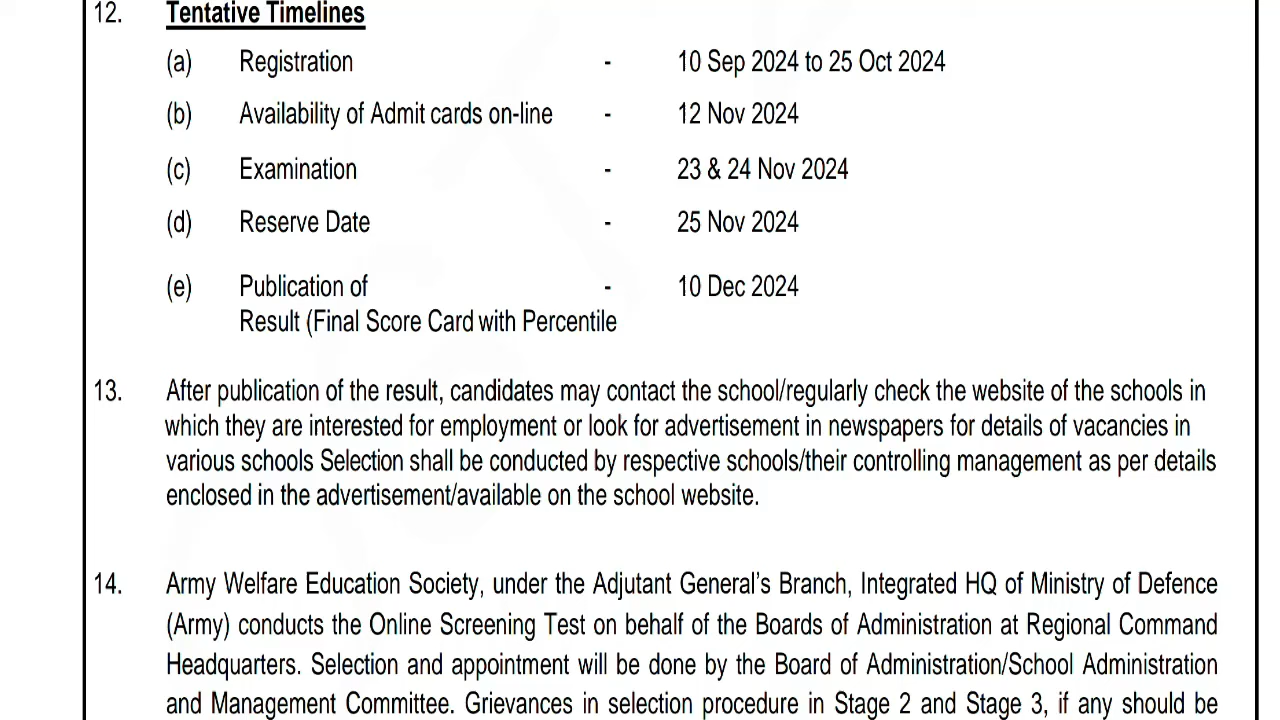 12. Tentative Timelines
(a) Registration - 10 Sep 2024 to 25 Oct 2024
(b) Availability of Admit cards on-line - 12 Nov 2024
(c) Examination - 23 & 24 Nov 2024
(d) Reserve Date - 25 Nov 2024
(e) Publication of - 10 Dec 2024
Result (Final Score Card with Percentile
13. After publication of the result, candidates may contact the school/regularly check the website of the schools in
which they are interested for employment or look for advertisement in newspapers for details of vacancies in
various schools Selection shall be conducted by respective schools/their controlling management as per details
enclosed in the advertisement/available on the school website.
14. Army Welfare Education Society, under the Adjutant General’s Branch, Integrated HQ of Ministry of Defence
(Army) conducts the Online Screening Test on behalf of the Boards of Administration at Regional Command
Headquarters. Selection and appointment will be done by the Board of Administration/School Administration
and Management Committee. Grievances in selection procedure in Stage 2 and Stage 3, if any should be